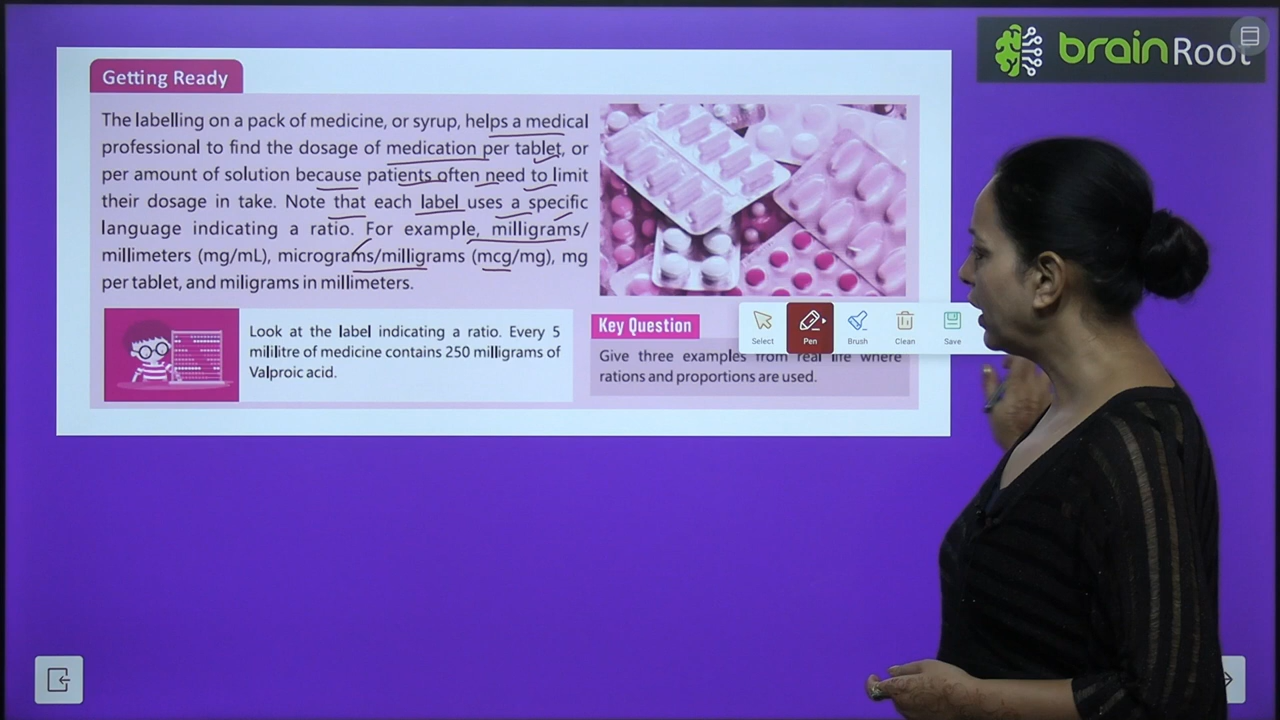 brainRoot
Getting Ready
The labelling on a pack of medicine, or syrup, helps a medical
professional to find the dosage of medication per tablet, or
per amount of solution because patients often need to limit
their dosage in take. Note that each label uses a specific
language indicating a ratio. For example, milligrams/
millimeters (mg/mL), micrograms/milligrams (mcg/mg), mg
per tablet, and miligrams in millimeters.
Look at the label indicating a ratio. Every 5
mililitre of medicine contains 250 milligrams of
Valproic acid.
Key Question
Give three examples from real life where
rations and proportions are used.
Select
Pen
Brush
Clean
Save